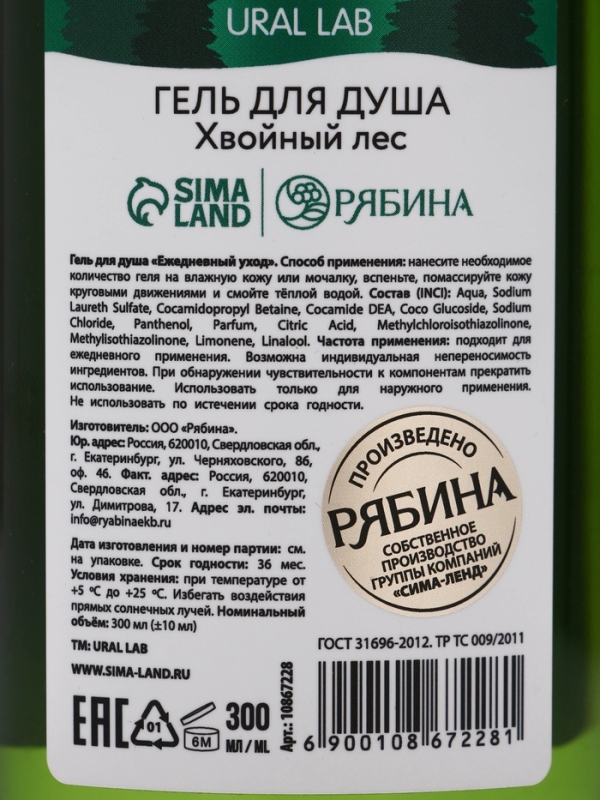 URAL LAB
ГЕЛЬ ДЛЯ ДУША
Хвойный лес
SIMA
LAND
РЯБИНА
Гель для душа «Ежедневный уход». Способ применения: нанесите необходимое
количество геля на влажную кожу или мочалку, вспеньте, помассируйте кожу
круговыми движениями и смойте тёплой водой. Состав (INCI): Aqua, Sodium
Laureth Sulfate, Cocamidopropyl Betaine, Cocamide DEA, Coco Glucoside, Sodium
Chloride, Panthenol, Parfum, Citric Acid, Methylchloroisothiazolinone,
Methylisothiazolinone, Limonene, Linalool. Частота применения: подходит для
ежедневного применения. Возможна индивидуальная непереносимость
ингредиентов. При обнаружении чувствительности к компонентам прекратить
использование. Использовать только для наружного применения.
Не использовать по истечении срока годности.
Изготовитель: ООО «Рябина».
Юр. адрес: Россия, 620010, Свердловская обл.,
г. Екатеринбург, ул. Черняховского, 86,
оф. 46. Факт. адрес: Россия, 620010,
Свердловская обл., г. Екатеринбург,
ул. Димитрова, 17. Адрес эл. почты:
info@ryabinaekb.ru
Дата изготовления и номер партии: см.
на упаковке. Срок годности: 36 мес.
Условия хранения: при температуре от
+5 ºC до +25 ºC. Избегать воздействия
прямых солнечных лучей. Номинальный
объём: 300 мл (±10 мл)
ТМ: URAL LAB
WWW.SIMA-LAND.RU
ПРОИЗВЕДЕНО
РЯБИНА
СОБСТВЕННОЕ
ПРОИЗВОДСТВО
ГРУППЫ КОМПАНИЙ
«СИМА-ЛЕНД»
ГОСТ 31696-2012. ТР ТС 009/2011
EAC
01
6M
300
МЛ / ML
Арт.: 10867228
6 900108 672281